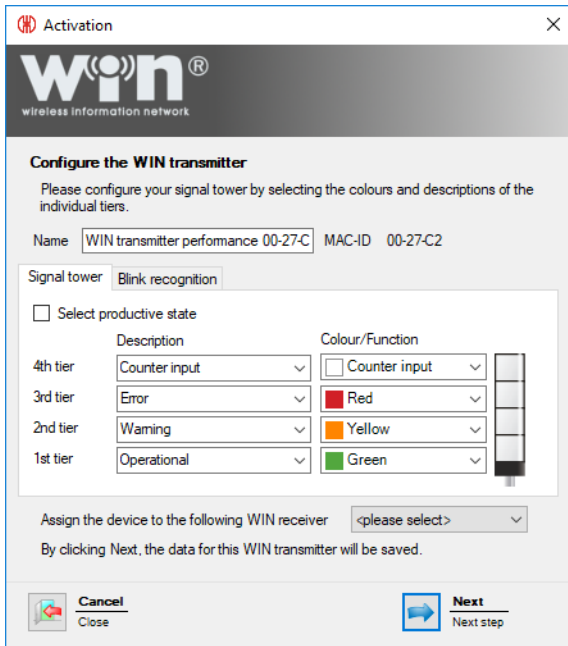 Activation
WIN®
wireless information network
Configure the WIN transmitter
Please configure your signal tower by selecting the colours and descriptions of the
individual tiers.
Name WIN transmitter performance 00-27-C MAC-ID 00-27-C2
Signal tower Blink recognition
Select productive state
Description Colour/Function
4th tier Counter input Counter input
3rd tier Error Red
2nd tier Warning Yellow
1st tier Operational Green
Assign the device to the following WIN receiver <please select>
By clicking Next, the data for this WIN transmitter will be saved.
Cancel Next
Close Next step